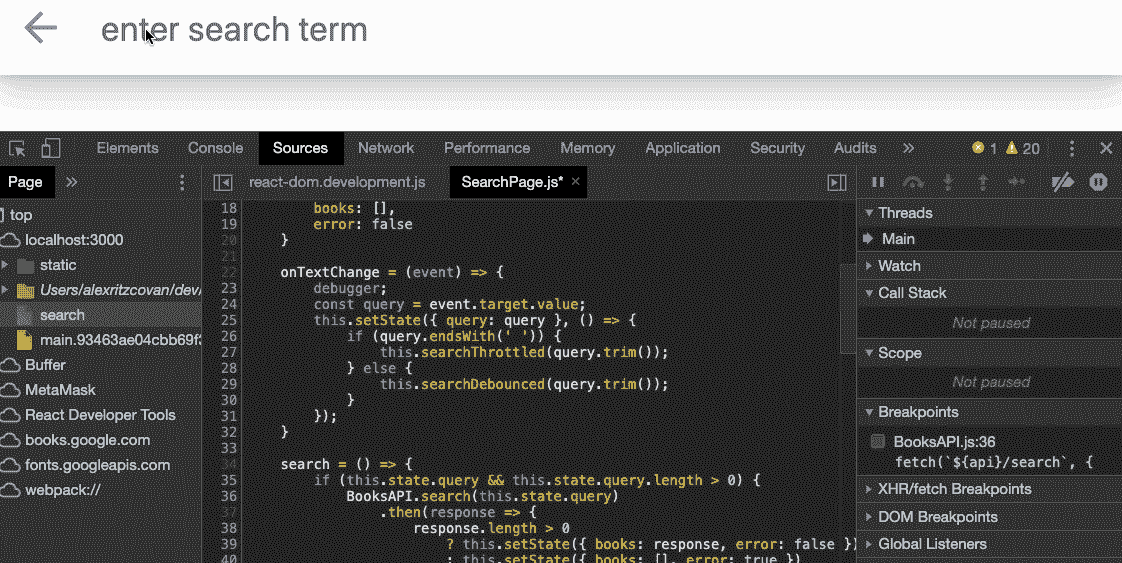 enter search term
Elements Console Sources Network Performance Memory Application Security Audits » 1 20
Page » react-dom.development.js SearchPage.js* ×
top
localhost:3000
static
Users/alexritzcovan/dev/
search
main.93463ae04cbb69f
Buffer
MetaMask
React Developer Tools
books.google.com
fonts.googleapis.com
webpack://
18 books: [],
19 error: false
20 }
21
22 onTextChange = (event) => {
23 debugger;
24 const query = event.target.value;
25 this.setState({ query: query }, () => {
26 if (query.endsWith(' ')) {
27 this.searchThrottled(query.trim());
28 } else {
29 this.searchDebounced(query.trim());
30 }
31 });
32 }
33
34 search = () => {
35 if (this.state.query && this.state.query.length > 0) {
36 BooksAPI.search(this.state.query)
37 .then(response => {
38 response.length > 0
39 ? this.setState({ books: response, error: false })
40 : this.setState({ books: [], error: true })
Threads
Main
Watch
Call Stack
Not paused
Scope
Not paused
Breakpoints
BooksAPI.js:36
fetch(`${api}/search`, {
XHR/fetch Breakpoints
DOM Breakpoints
Global Listeners